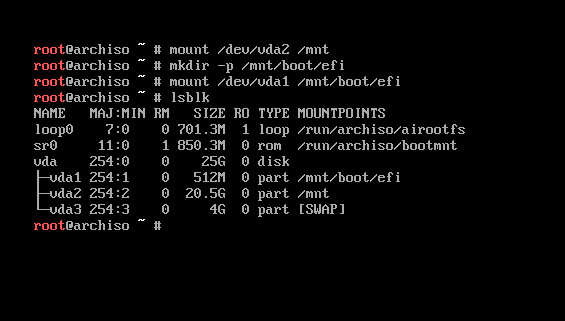 root@archiso ~ # mount /dev/vda2 /mnt
root@archiso ~ # mkdir -p /mnt/boot/efi
root@archiso ~ # mount /dev/vda1 /mnt/boot/efi
root@archiso ~ # lsblk
NAME   MAJ:MIN RM   SIZE RO TYPE MOUNTPOINTS
loop0    7:0    0 701.3M  1 loop /run/archiso/airootfs
sr0     11:0    1 850.3M  0 rom  /run/archiso/bootmnt
vda    254:0    0    25G  0 disk
├─vda1 254:1    0   512M  0 part /mnt/boot/efi
├─vda2 254:2    0  20.5G  0 part /mnt
└─vda3 254:3    0     4G  0 part [SWAP]
root@archiso ~ #